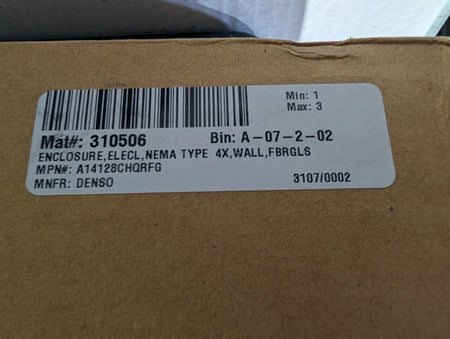 Min: 1
Max: 3
Mat#: 310506
Bin: A-07-2-02
ENCLOSURE,ELECL,NEMA TYPE 4X,WALL,FBRGLS
MPN#: A14128CHQRFG
MNFR: DENSO
3107/0002